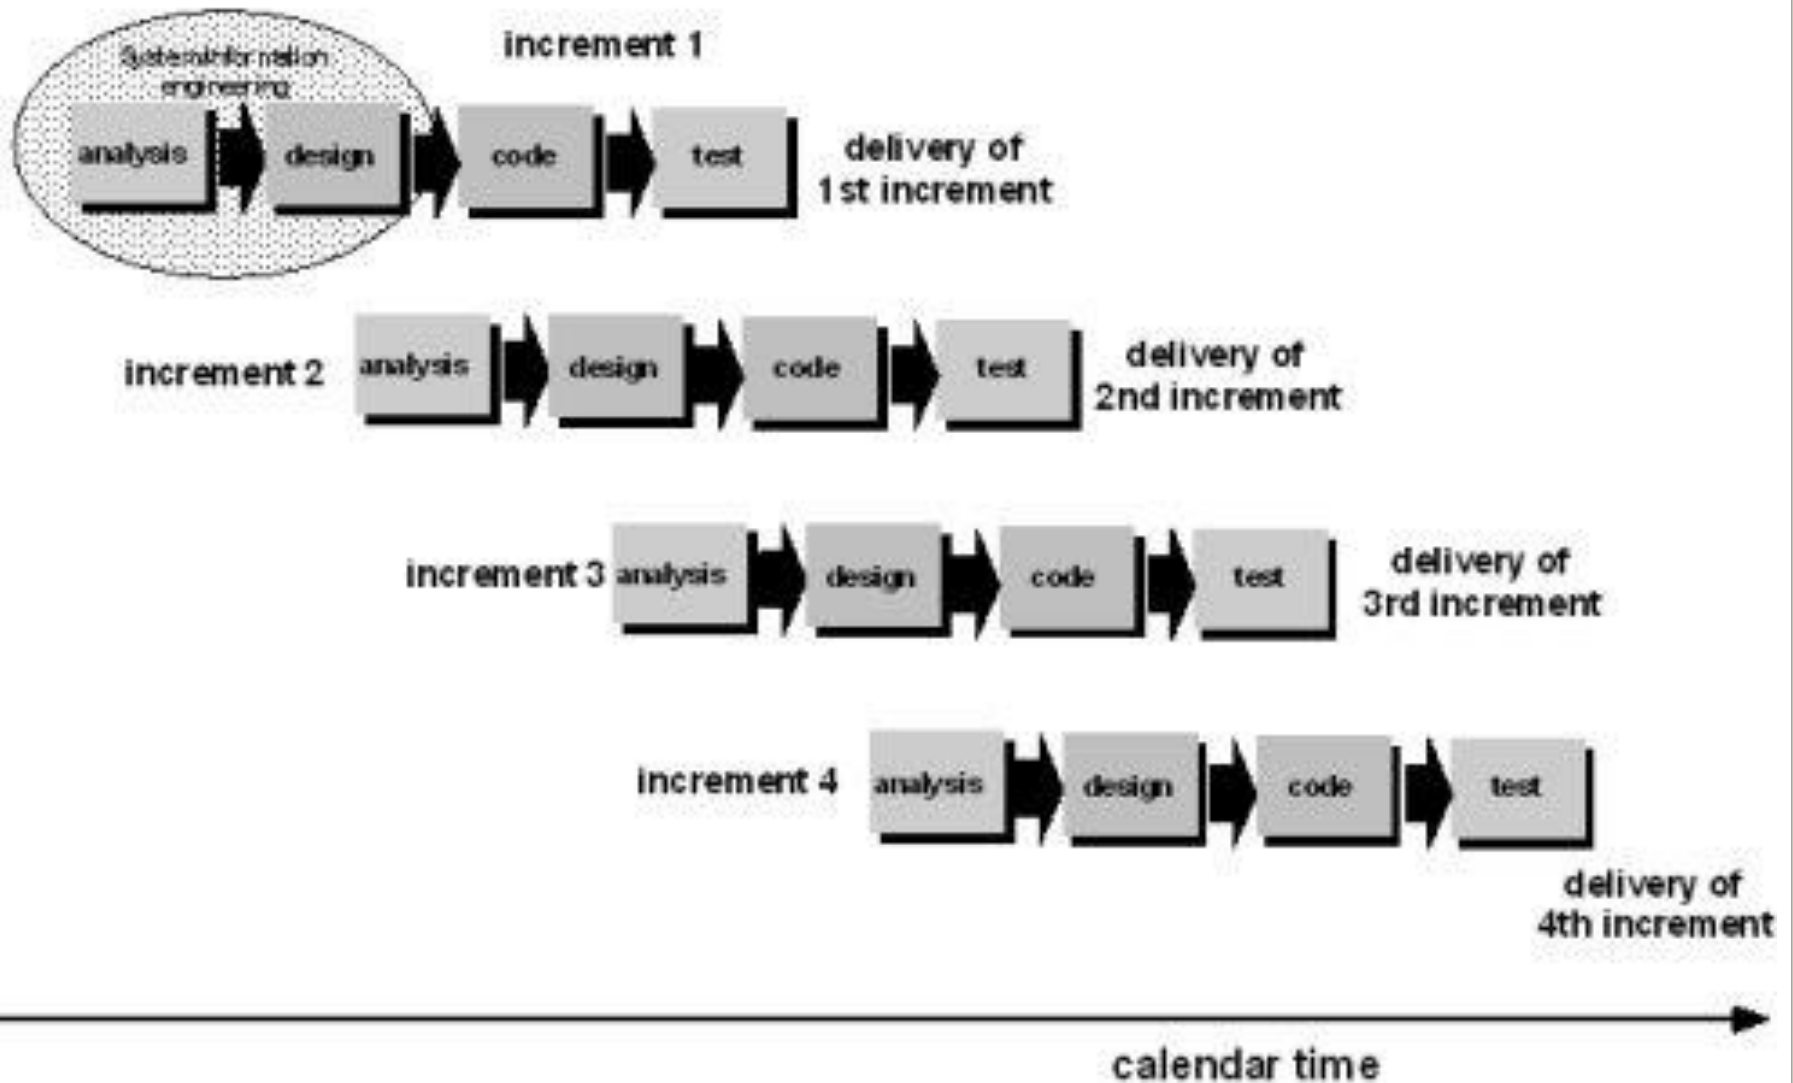 increment 1
System/information
engineering
analysis
design
code
test
delivery of
1st increment
increment 2
analysis
design
code
test
delivery of
2nd increment
increment 3
analysis
design
code
test
delivery of
3rd increment
increment 4
analysis
design
code
test
delivery of
4th increment
calendar time